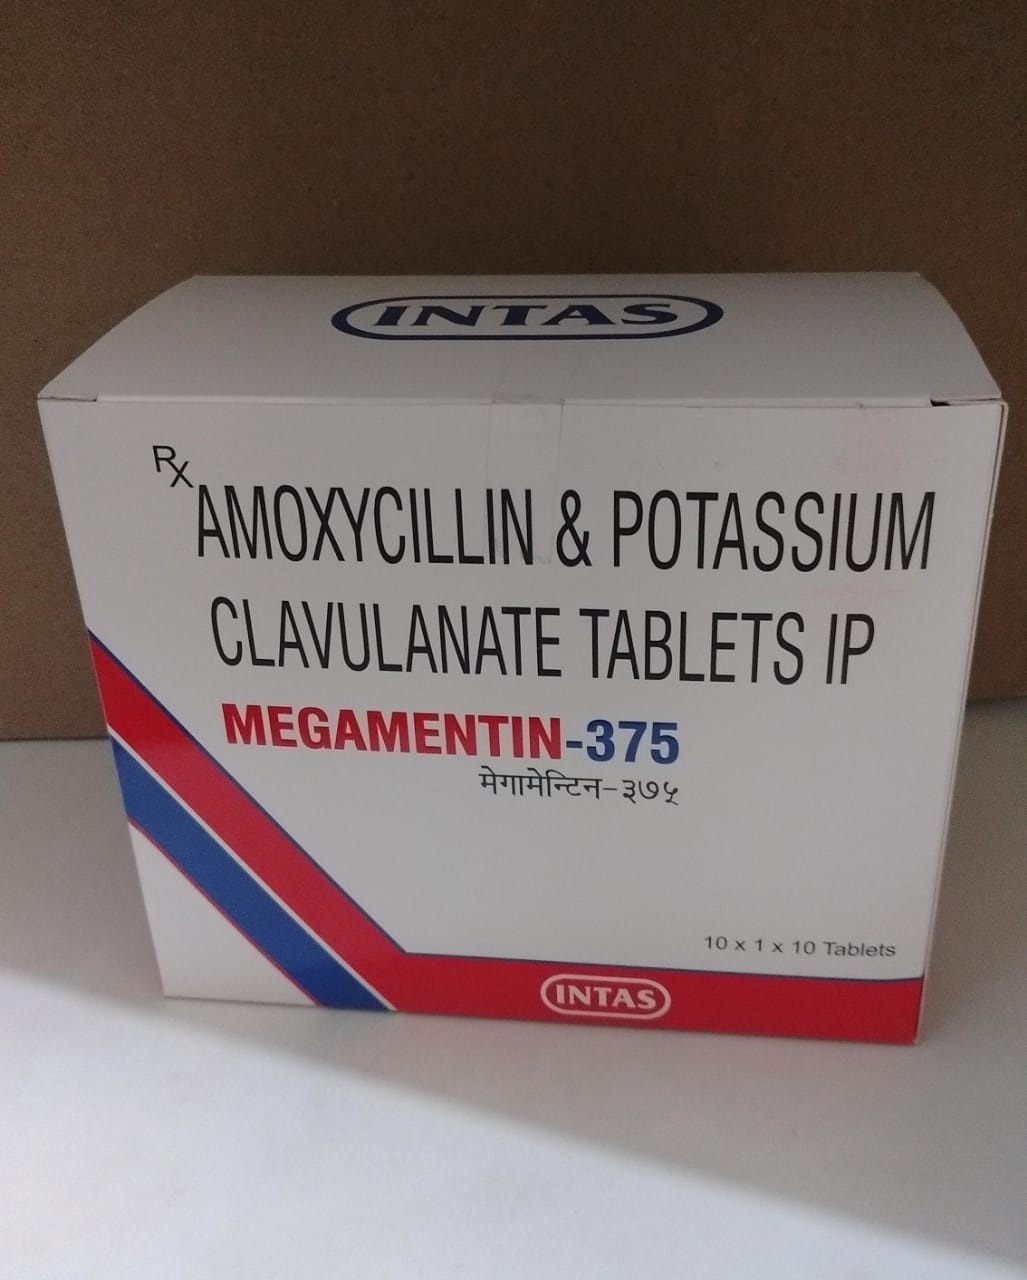 INTAS
Rx
AMOXYCILLIN & POTASSIUM
CLAVULANATE TABLETS IP
MEGAMENTIN-375
मेगामेन्टिन-३७५
10 x 1 x 10 Tablets
INTAS